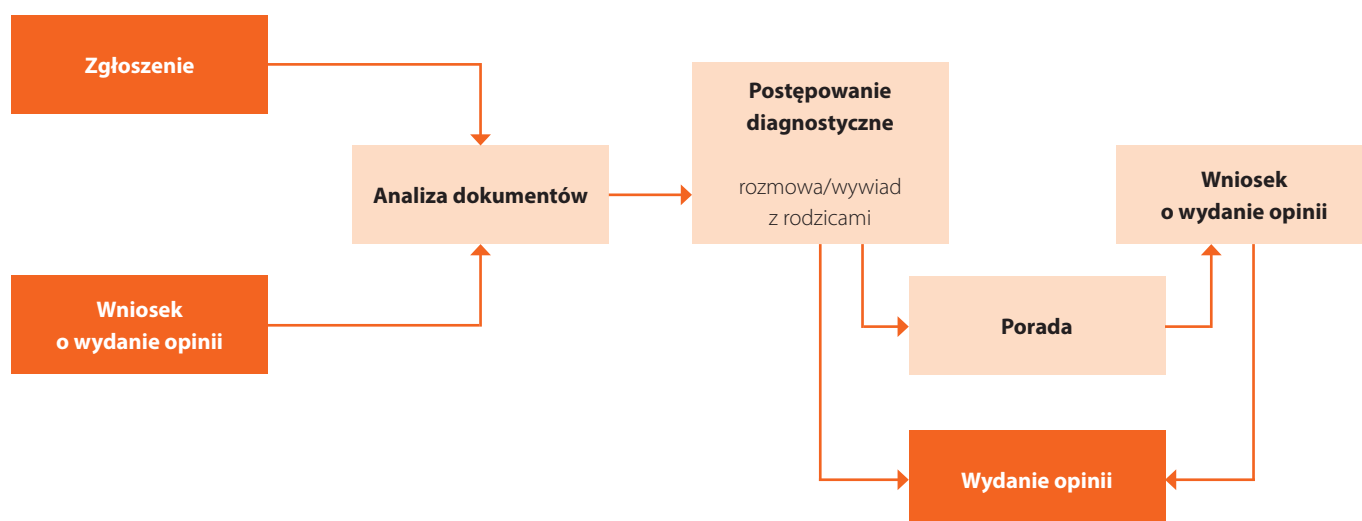 Zgłoszenie
Wniosek
o wydanie opinii
Analiza dokumentów
Postępowanie
diagnostyczne
rozmowa/wywiad
z rodzicami
Porada
Wniosek
o wydanie opinii
Wydanie opinii